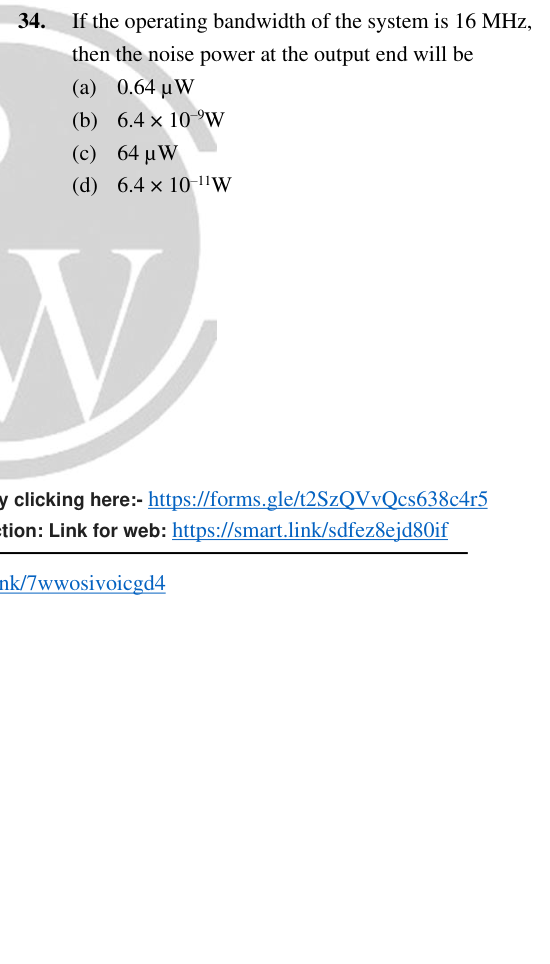 34. If the operating bandwidth of the system is 16 MHz,
then the noise power at the output end will be
(a) 0.64 μW
(b) 6.4 × 10⁻⁹W
(c) 64 μW
(d) 6.4 × 10⁻¹¹W
W
y clicking here:- https://forms.gle/t2SzQVvQcs638c4r5
ction: Link for web: https://smart.link/sdfez8ejd80if
nk/7wwosivoicgd4